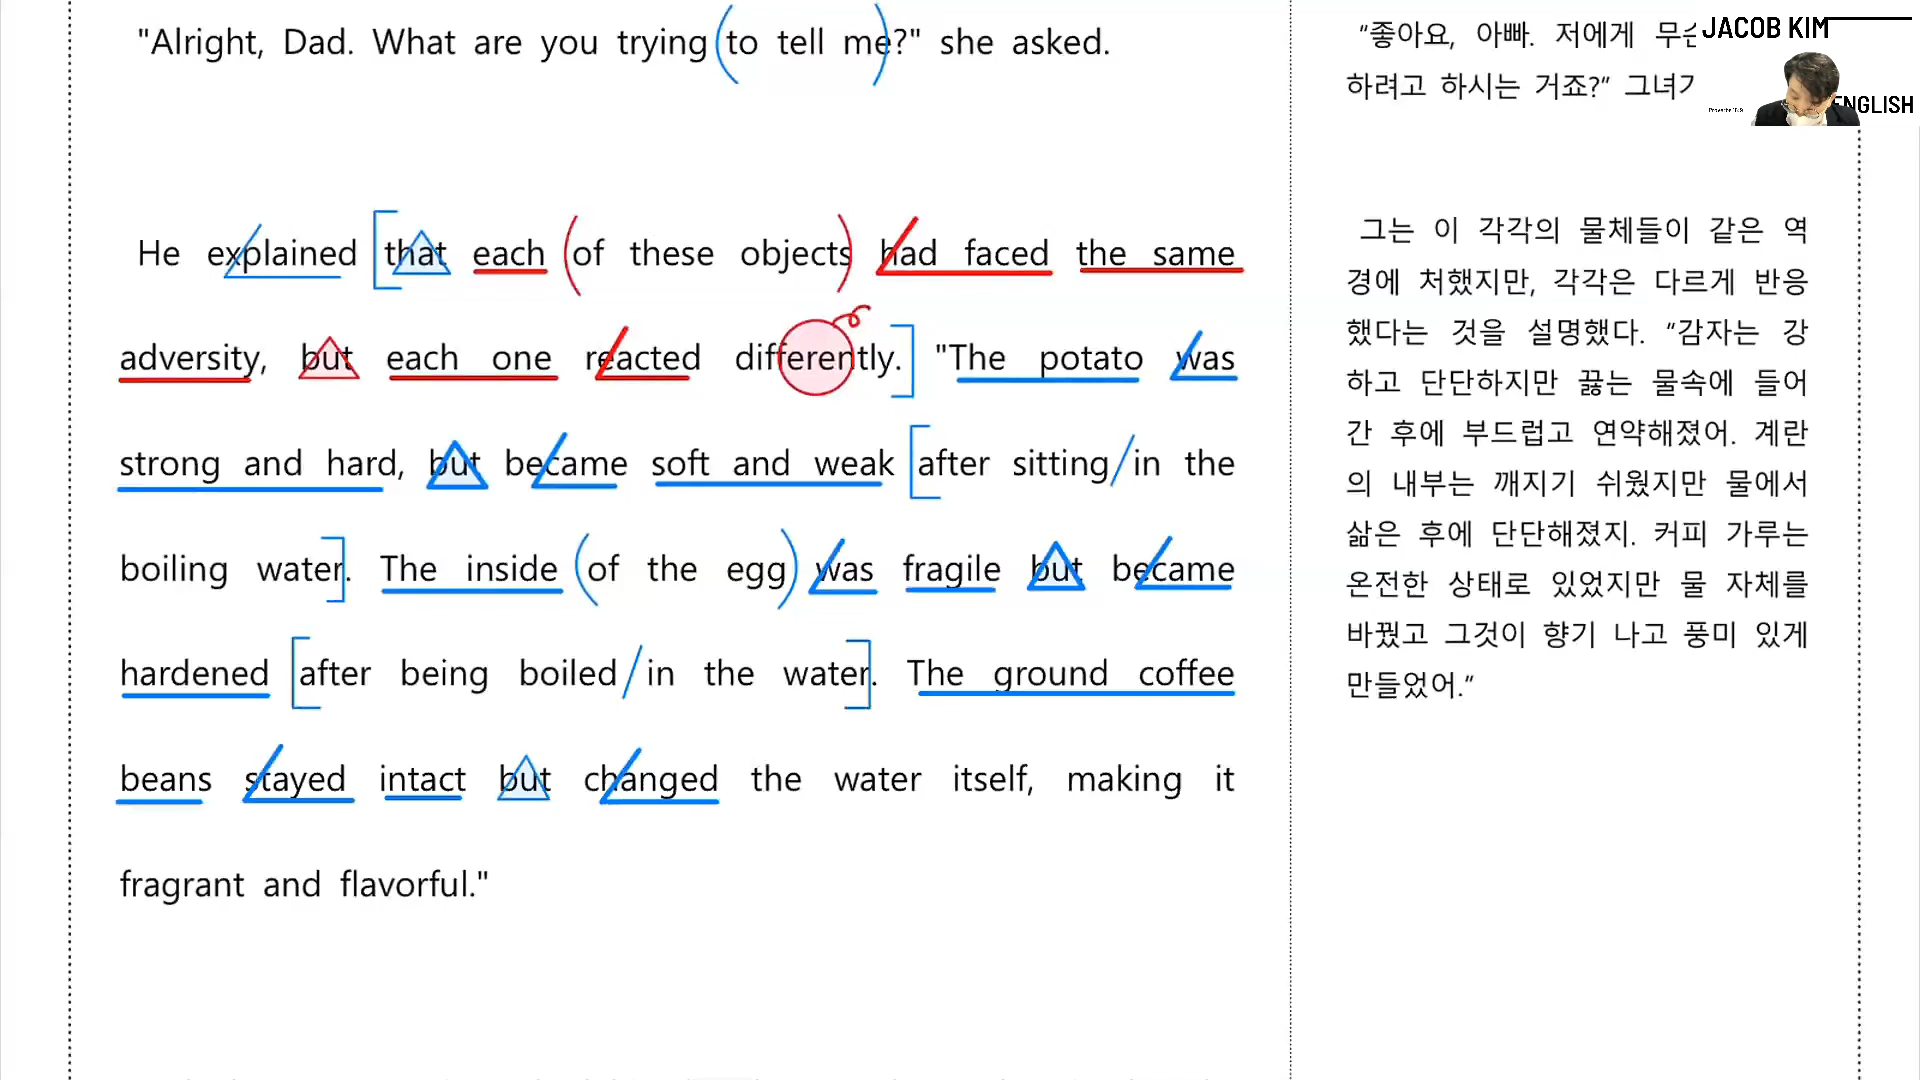 "Alright, Dad. What are you trying to tell me?" she asked.
He explained that each of these objects had faced the same
adversity, but each one reacted differently. "The potato was
strong and hard, but became soft and weak after sitting in the
boiling water. The inside of the egg was fragile but became
hardened after being boiled in the water. The ground coffee
beans stayed intact but changed the water itself, making it
fragrant and flavorful."
“좋아요, 아빠. 저에게
하려고 하시는 거죠?”
그는 이 각각의 물체들이 같은 역
경에 처했지만, 각각은 다르게 반응
했다는 것을 설명했다. “감자는 강
하고 단단하지만 끓는 물속에 들어
간 후에 부드럽고 연약해졌어. 계란
의 내부는 깨지기 쉬웠지만 물에서
삶은 후에 단단해졌지. 커피 가루는
온전한 상태로 있었지만 물 자체를
바꿨고 그것이 향기 나고 풍미 있게
만들었어.”
JACOB KIM
ENGLISH